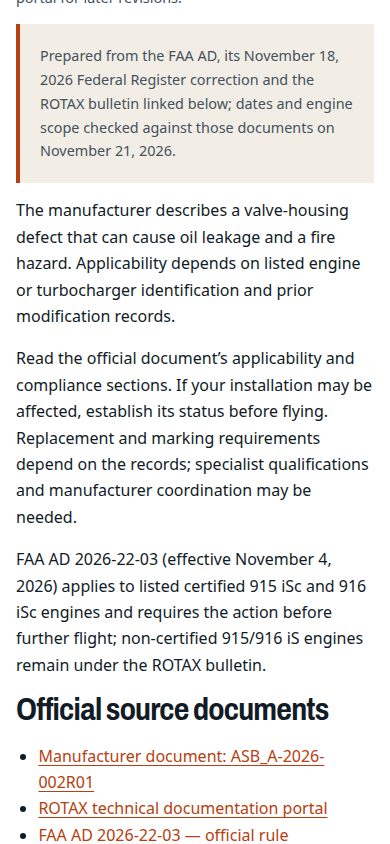 portal for later revisions.
Prepared from the FAA AD, its November 18,
2026 Federal Register correction and the
ROTAX bulletin linked below; dates and engine
scope checked against those documents on
November 21, 2026.
The manufacturer describes a valve-housing
defect that can cause oil leakage and a fire
hazard. Applicability depends on listed engine
or turbocharger identification and prior
modification records.
Read the official document’s applicability and
compliance sections. If your installation may be
affected, establish its status before flying.
Replacement and marking requirements
depend on the records; specialist qualifications
and manufacturer coordination may be
needed.
FAA AD 2026-22-03 (effective November 4,
2026) applies to listed certified 915 iSc and 916
iSc engines and requires the action before
further flight; non-certified 915/916 iS engines
remain under the ROTAX bulletin.
Official source documents
Manufacturer document: ASB_A-2026-
002R01
ROTAX technical documentation portal
FAA AD 2026-22-03 — official rule